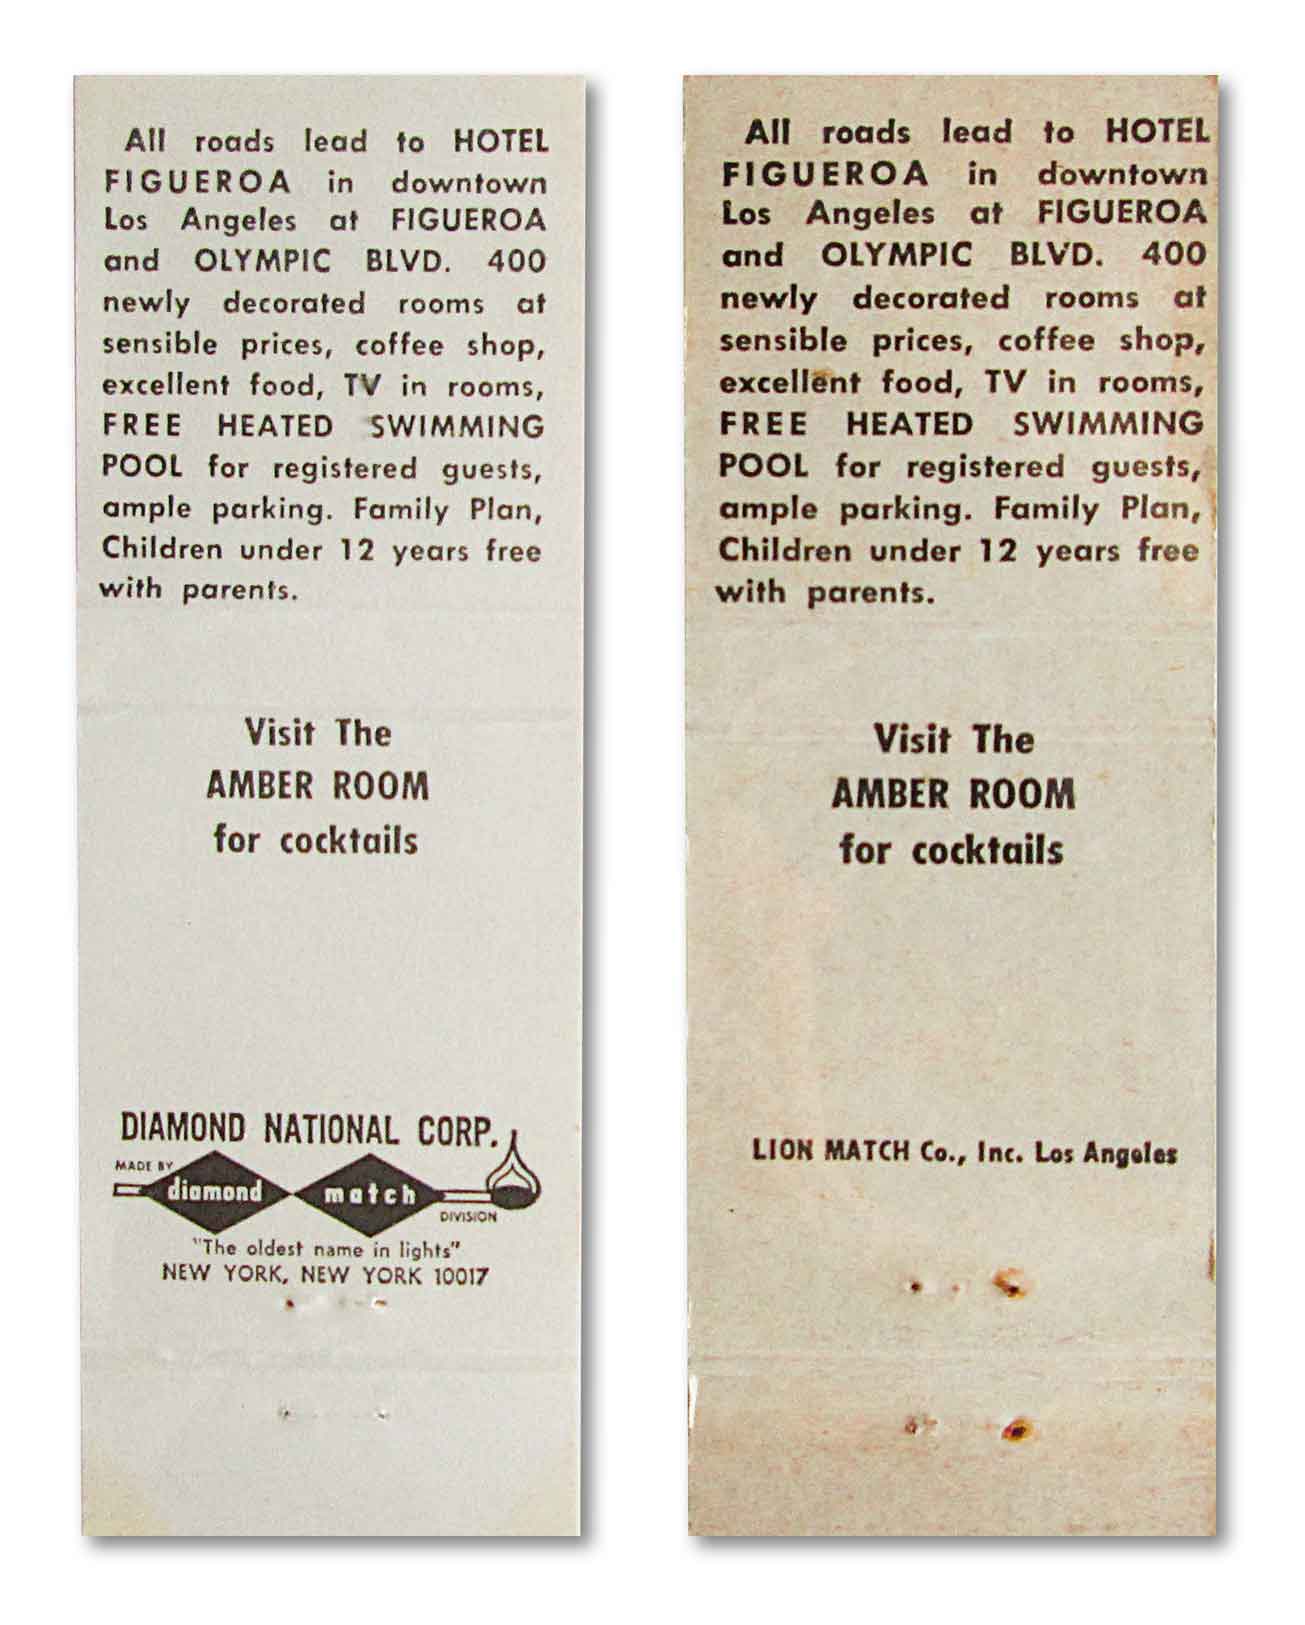 All roads lead to HOTEL
FIGUEROA in downtown
Los Angeles at FIGUEROA
and OLYMPIC BLVD. 400
newly decorated rooms at
sensible prices, coffee shop,
excellent food, TV in rooms,
FREE HEATED SWIMMING
POOL for registered guests,
ample parking. Family Plan,
Children under 12 years free
with parents.
Visit The
AMBER ROOM
for cocktails
DIAMOND NATIONAL CORP.
MADE BY
diamond match
DIVISION
"The oldest name in lights"
NEW YORK, NEW YORK 10017
All roads lead to HOTEL
FIGUEROA in downtown
Los Angeles at FIGUEROA
and OLYMPIC BLVD. 400
newly decorated rooms at
sensible prices, coffee shop,
excellent food, TV in rooms,
FREE HEATED SWIMMING
POOL for registered guests,
ample parking. Family Plan,
Children under 12 years free
with parents.
Visit The
AMBER ROOM
for cocktails
LION MATCH Co., Inc. Los Angeles